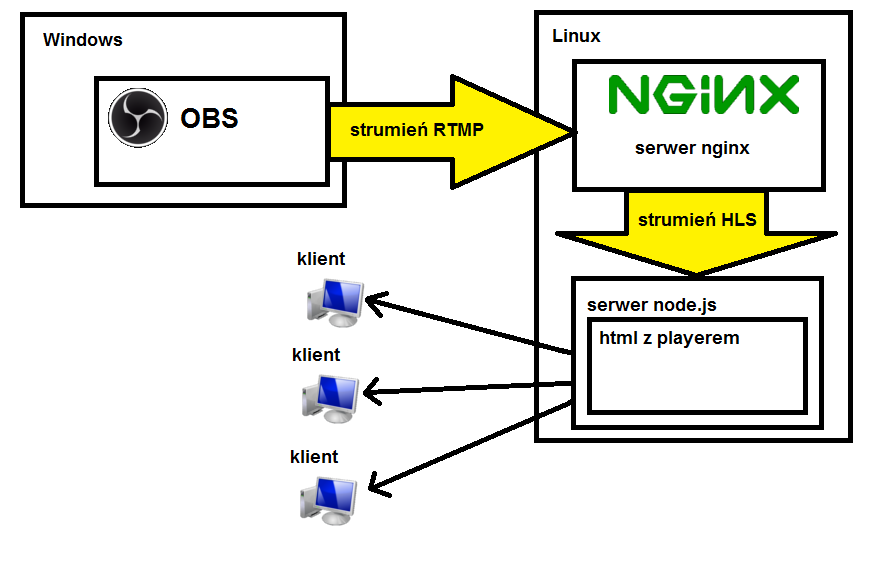 Windows
OBS
strumień RTMP
Linux
NGiNX
serwer nginx
strumień HLS
serwer node.js
html z playerem
klient
klient
klient